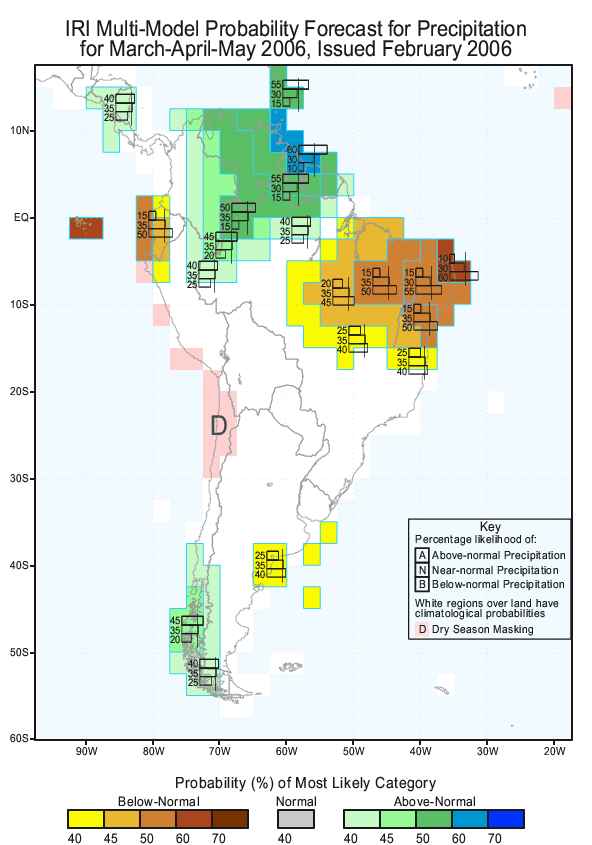 IRI Multi-Model Probability Forecast for Precipitation
for March-April-May 2006, Issued February 2006
55
30
15
40
35
25
10N
60
30
10
55
30
15
50
35
15
15
35
50
EQ
40
35
25
45
35
20
40
35
25
10
30
60
15
35
50
15
35
50
20
35
45
10S
15
35
50
25
35
40
25
35
40
20S
D
30S
Key
Percentage likelihood of:
A Above-normal Precipitation
N Near-normal Precipitation
B Below-normal Precipitation
White regions over land have
climatological probabilities
D Dry Season Masking
25
35
40
40S
45
35
20
50S
40
35
25
60S
90W 80W 70W 60W 50W 40W 30W 20W
Probability (%) of Most Likely Category
Below-Normal Normal Above-Normal
40 45 50 60 70 40 40 45 50 60 70